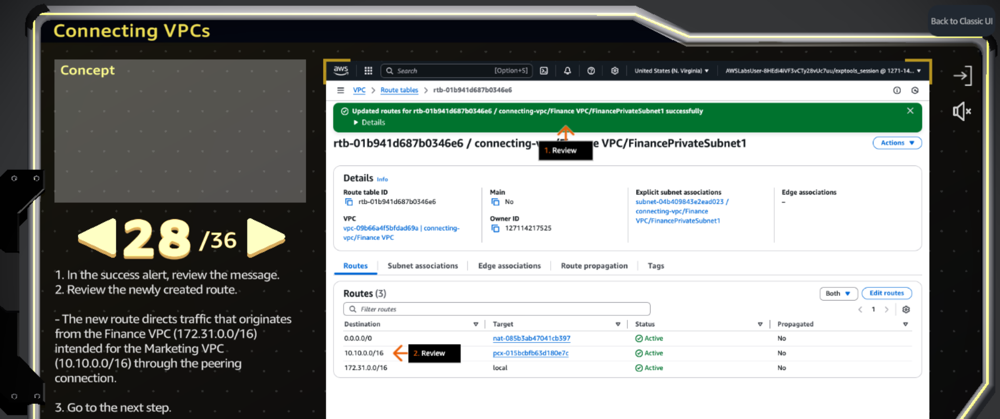 Back to Classic UI
Connecting VPCs
Concept
28 /36
1. In the success alert, review the message.
2. Review the newly created route.
- The new route directs traffic that originates
from the Finance VPC (172.31.0.0/16)
intended for the Marketing VPC
(10.10.0.0/16) through the peering
connection.
3. Go to the next step.
aws
Search [Option+S]
United States (N. Virginia)
AWSLabsUser-8HEdi4iVF3vCTy28vUc7uu/exptools_session @ 1271-14...
VPC > Route tables > rtb-01b941d687b0346e6
Updated routes for rtb-01b941d687b0346e6 / connecting-vpc/Finance VPC/FinancePrivateSubnet1 successfully
Details
rtb-01b941d687b0346e6 / connecting-v e VPC/FinancePrivateSubnet1
Actions
1. Review
Details Info
Route table ID
rtb-01b941d687b0346e6
Main
No
Explicit subnet associations
subnet-04b409843e2ead023 /
connecting-vpc/Finance
VPC/FinancePrivateSubnet1
Edge associations
–
VPC
vpc-09b66a4f5bfdad69a | connecting-
vpc/Finance VPC
Owner ID
127114217525
Routes Subnet associations Edge associations Route propagation Tags
Routes (3)
Both
Edit routes
Filter routes
1
Destination Target Status Propagated
0.0.0.0/0 nat-085b3ab47041cb397 Active No
10.10.0.0/16 2. Review pcx-015bcbfb63d180e7c Active No
172.31.0.0/16 local Active No